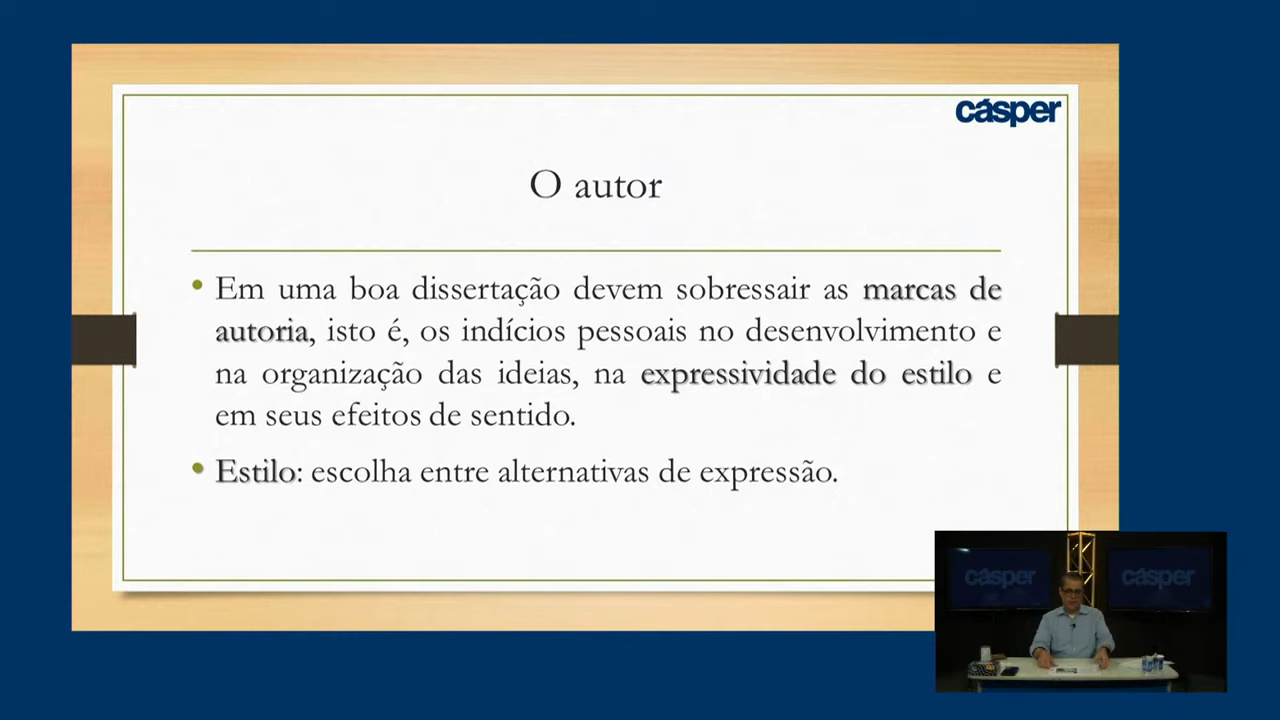 cásper
O autor
• Em uma boa dissertação devem sobressair as marcas de
autoria, isto é, os indícios pessoais no desenvolvimento e
na organização das ideias, na expressividade do estilo e
em seus efeitos de sentido.
• Estilo: escolha entre alternativas de expressão.
cásper
cásper